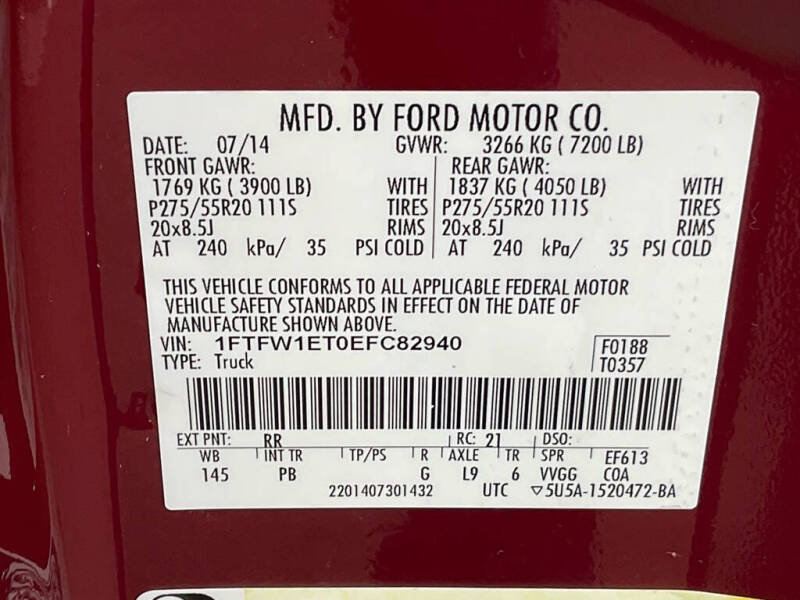 MFD. BY FORD MOTOR CO.
DATE: 07/14 GVWR: 3266 KG ( 7200 LB)
FRONT GAWR: REAR GAWR:
1769 KG ( 3900 LB) WITH 1837 KG ( 4050 LB) WITH
P275/55R20 111S TIRES P275/55R20 111S TIRES
20x8.5J RIMS 20x8.5J RIMS
AT 240 kPa/ 35 PSI COLD AT 240 kPa/ 35 PSI COLD
THIS VEHICLE CONFORMS TO ALL APPLICABLE FEDERAL MOTOR
VEHICLE SAFETY STANDARDS IN EFFECT ON THE DATE OF
MANUFACTURE SHOWN ABOVE.
VIN: 1FTFW1ET0EFC82940 F0188
TYPE: Truck T0357
EXT PNT: RR RC: 21 DSO:
WB INT TR TP/PS R AXLE TR SPR EF613
145 PB G L9 6 VVGG COA
2201407301432 UTC ▽5U5A-1520472-BA